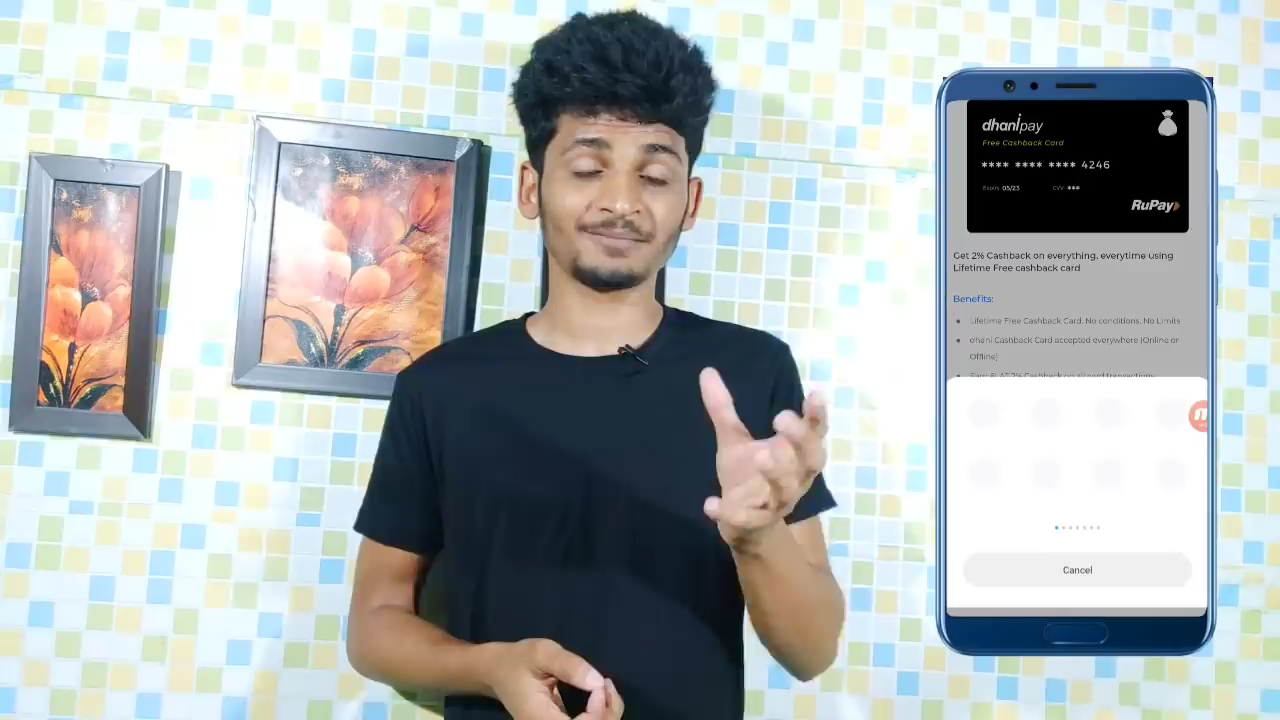 dhanipay
Free Cashback Card
**** **** **** 4246
Expiry 05/23 CVV ***
RuPay
Get 2% Cashback on everything, everytime using
Lifetime Free cashback card
Benefits:
Lifetime Free Cashback Card. No conditions. No Limits
dhani Cashback Card accepted everywhere (Online or
Offline)
Cancel